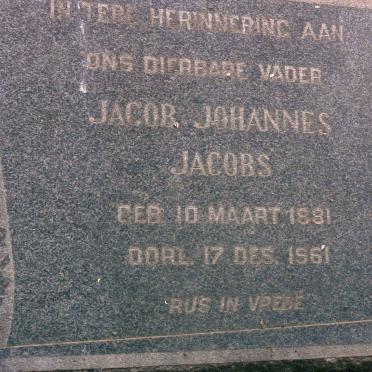 IN TERE HERINNERING AAN
ONS DIERBARE VADER
JACOB JOHANNES
JACOBS
GEB. 10 MAART 1881
OORL. 17 DES. 1961
RUS IN VREDE